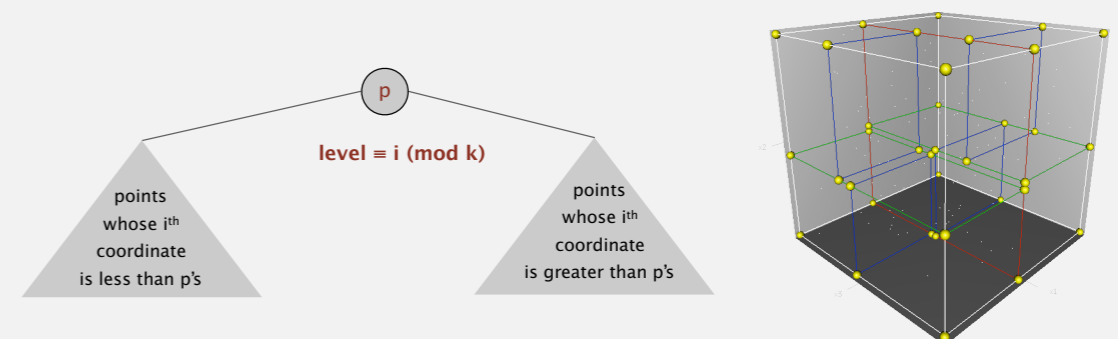 p
level ≡ i (mod k)
points
whose iᵗʰ
coordinate
is less than p’s
points
whose iᵗʰ
coordinate
is greater than p’s